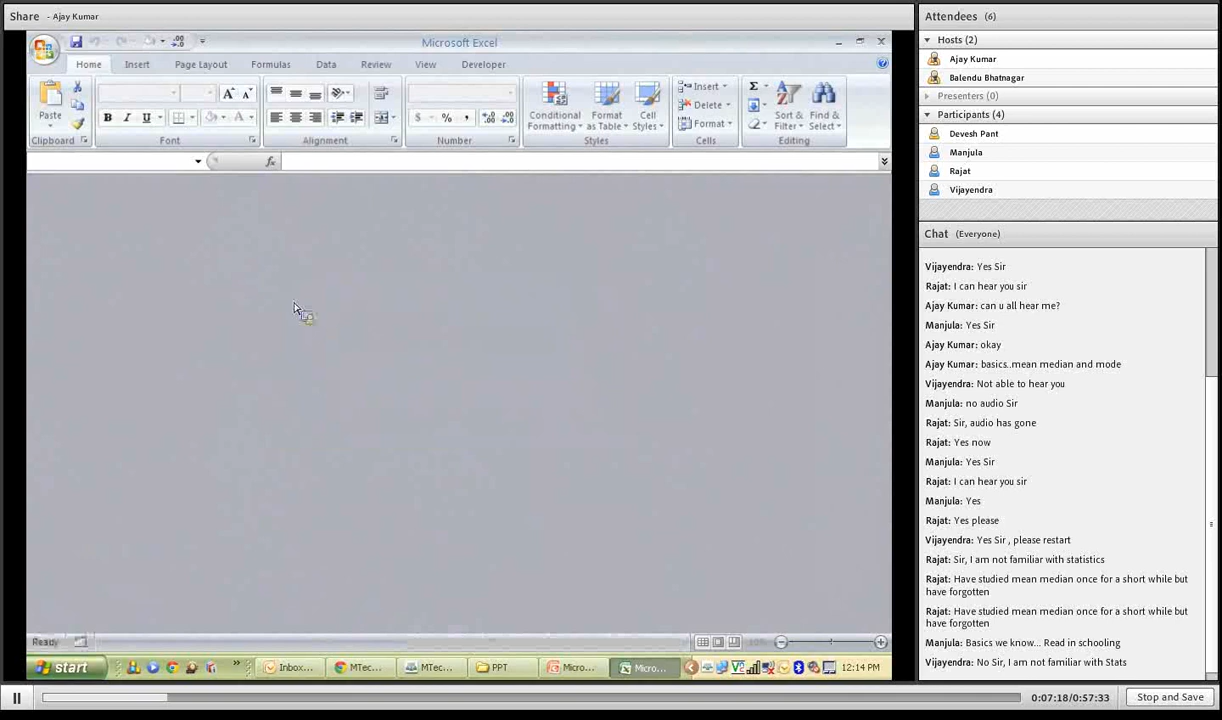 Share - Ajay Kumar
Microsoft Excel
Home Insert Page Layout Formulas Data Review View Developer
Paste
Clipboard
B I U
Font
Alignment
$ % ,
Number
Conditional Formatting
Format as Table
Cell Styles
Styles
Insert
Delete
Format
Cells
Σ
Sort & Filter
Find & Select
Editing
fx
Ready
start
Inbox...
MTec...
MTec...
PPT
Micro...
Micro...
12:14 PM
Attendees (6)
Hosts (2)
Ajay Kumar
Balendu Bhatnagar
Presenters (0)
Participants (4)
Devesh Pant
Manjula
Rajat
Vijayendra
Chat (Everyone)
Vijayendra: Yes Sir
Rajat: I can hear you sir
Ajay Kumar: can u all hear me?
Manjula: Yes Sir
Ajay Kumar: okay
Ajay Kumar: basics..mean median and mode
Vijayendra: Not able to hear you
Manjula: no audio Sir
Rajat: Sir, audio has gone
Rajat: Yes now
Manjula: Yes Sir
Rajat: I can hear you sir
Manjula: Yes
Rajat: Yes please
Vijayendra: Yes Sir , please restart
Rajat: Sir, I am not familiar with statistics
Rajat: Have studied mean median once for a short while but
have forgotten
Rajat: Have studied mean median once for a short while but
have forgotten
Manjula: Basics we know... Read in schooling
Vijayendra: No Sir, I am not familiar with Stats
0:07:18/0:57:33
Stop and Save